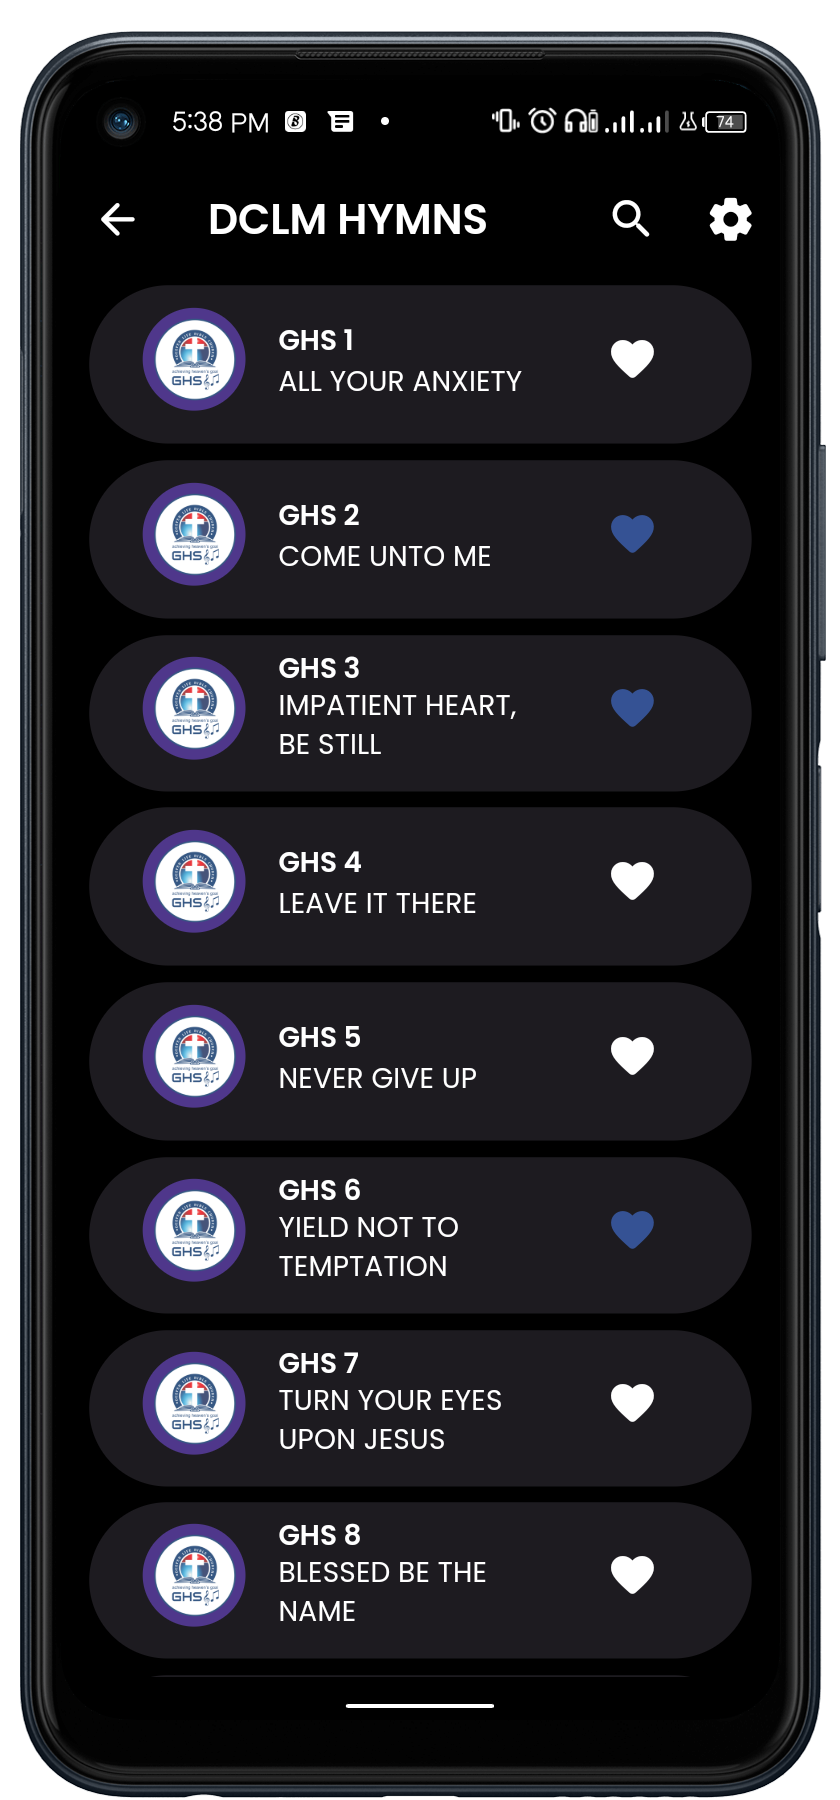 5:38 PM
74
DCLM HYMNS
GHS 1
ALL YOUR ANXIETY
GHS
GHS 2
COME UNTO ME
GHS
GHS 3
IMPATIENT HEART,
BE STILL
GHS
GHS 4
LEAVE IT THERE
GHS
GHS 5
NEVER GIVE UP
GHS
GHS 6
YIELD NOT TO
TEMPTATION
GHS
GHS 7
TURN YOUR EYES
UPON JESUS
GHS
GHS 8
BLESSED BE THE
NAME
GHS